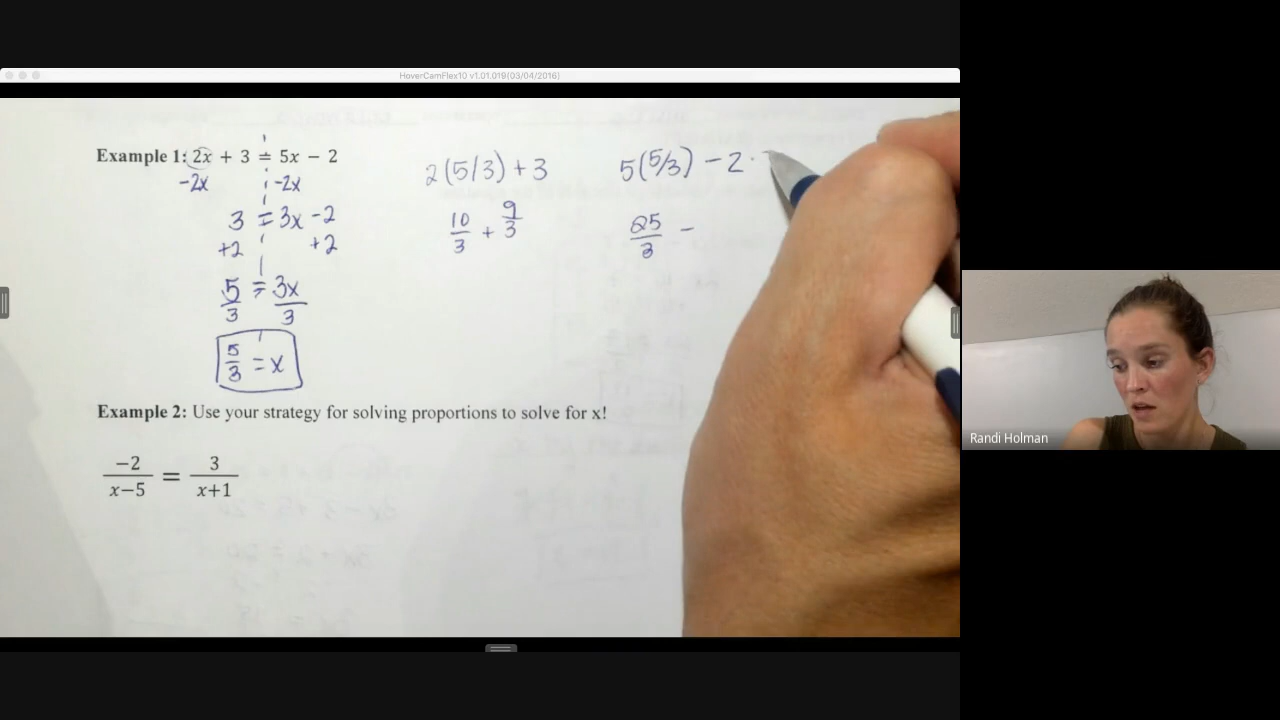 HoverCamFlex10 v1.01.019(03/04/2016)
Example 1: 2x + 3 = 5x − 2
-2x -2x
3 = 3x -2
+2 +2
5 = 3x
3 3
5/3 = x
2(5/3) + 3
10/3 + 9/3
5(5/3) - 2 ·
25/3 -
Example 2: Use your strategy for solving proportions to solve for x!
−2/x−5 = 3/x+1
Randi Holman